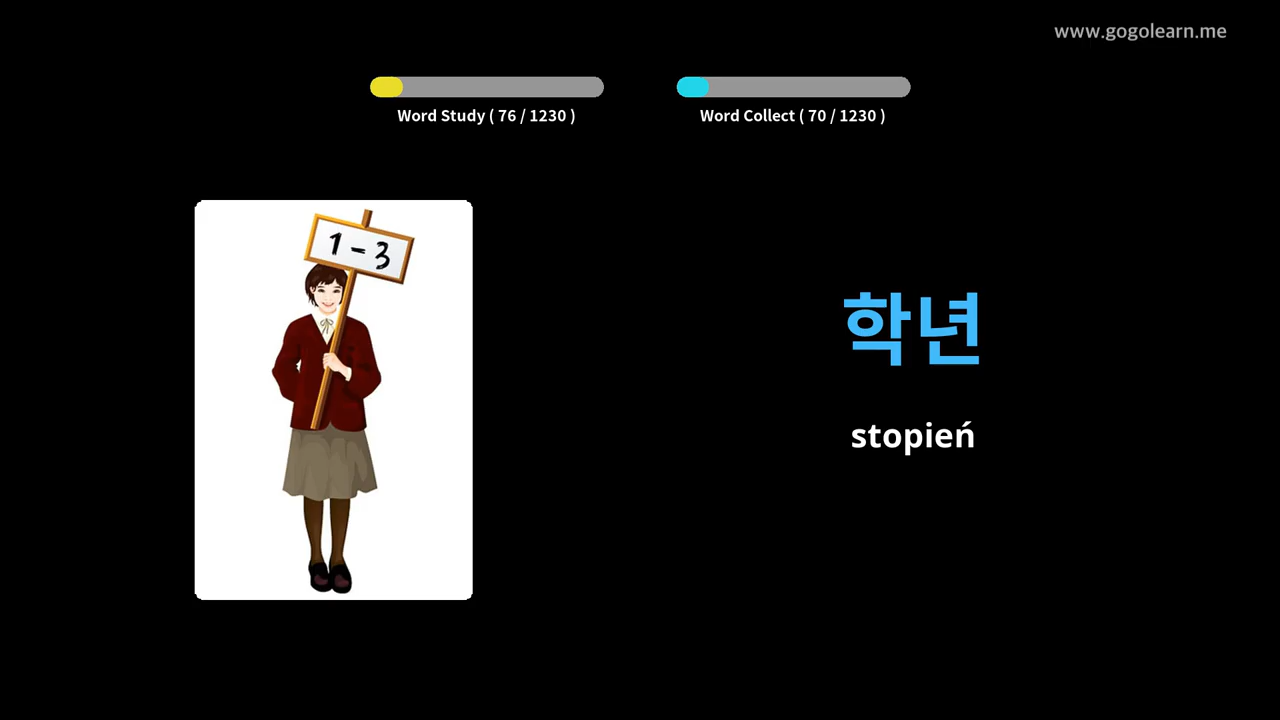 www.gogolearn.me
Word Study ( 76 / 1230 )
Word Collect ( 70 / 1230 )
1 - 3
학년
stopień